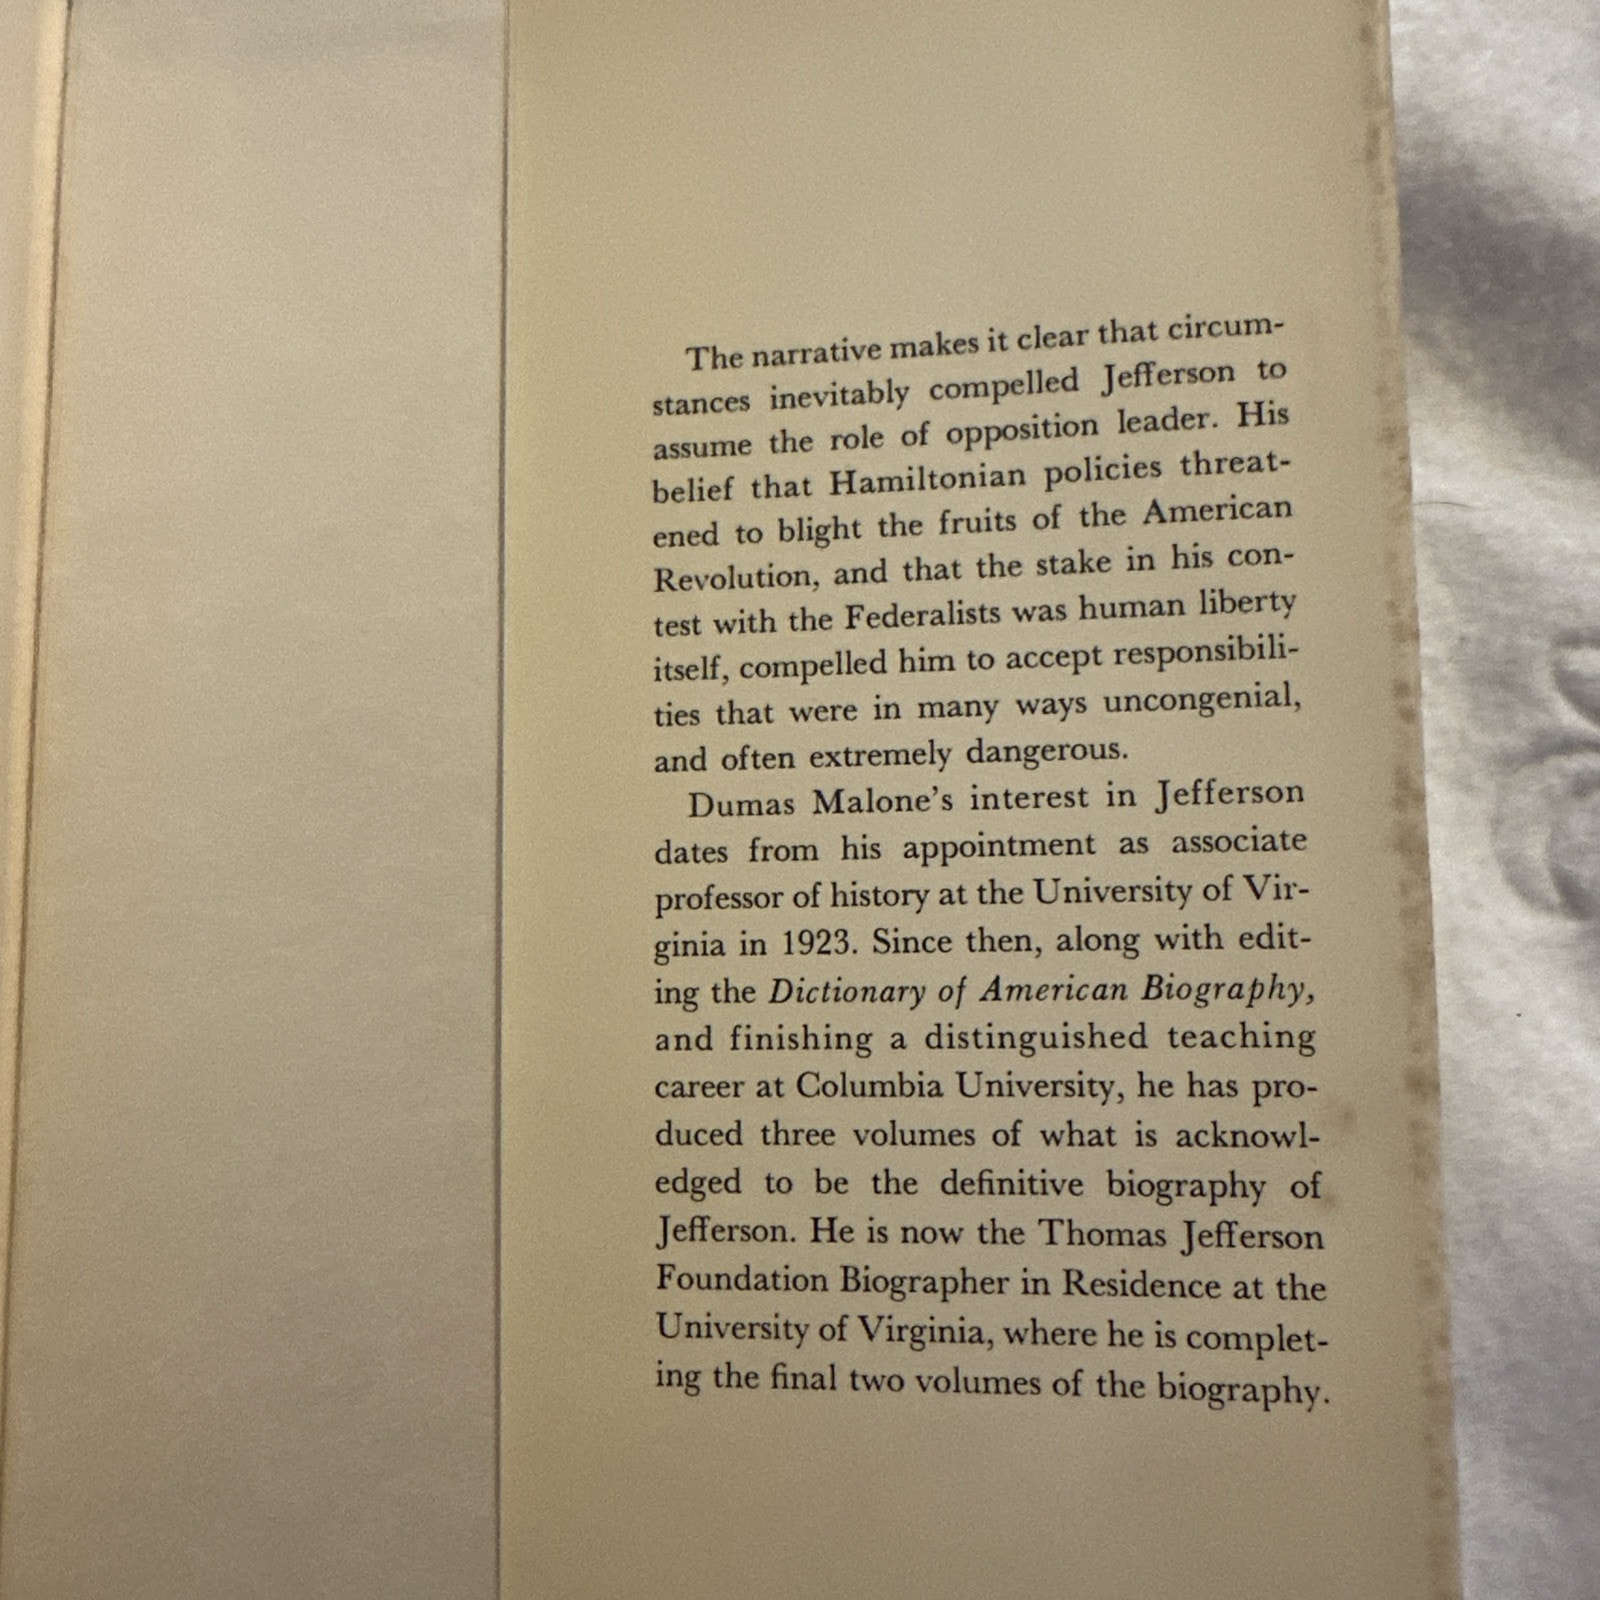 The narrative makes it clear that circum-
stances inevitably compelled Jefferson to
assume the role of opposition leader. His
belief that Hamiltonian policies threat-
ened to blight the fruits of the American
Revolution, and that the stake in his con-
test with the Federalists was human liberty
itself, compelled him to accept responsibili-
ties that were in many ways uncongenial,
and often extremely dangerous.
Dumas Malone's interest in Jefferson
dates from his appointment as associate
professor of history at the University of Vir-
ginia in 1923. Since then, along with edit-
ing the Dictionary of American Biography,
and finishing a distinguished teaching
career at Columbia University, he has pro-
duced three volumes of what is acknowl-
edged to be the definitive biography of
Jefferson. He is now the Thomas Jefferson
Foundation Biographer in Residence at the
University of Virginia, where he is complet-
ing the final two volumes of the biography.